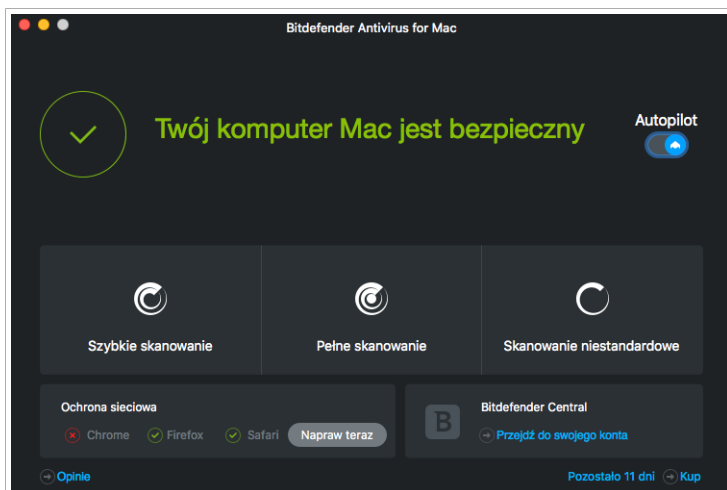 Bitdefender Antivirus for Mac
Twój komputer Mac jest bezpieczny
Autopilot
Szybkie skanowanie
Pełne skanowanie
Skanowanie niestandardowe
Ochrona sieciowa
Chrome Firefox Safari Napraw teraz
B
Bitdefender Central
Przejdź do swojego konta
Opinie
Pozostało 11 dni Kup